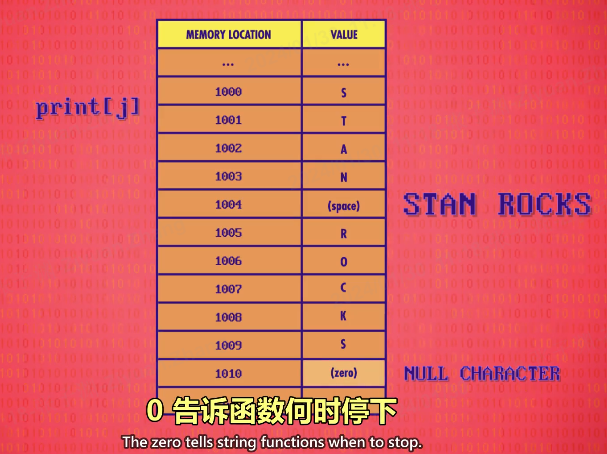 MEMORY LOCATION VALUE
... ...
print[j]
1000 S
1001 T
1002 A
1003 N
1004 (space)
STAN ROCKS
1005 R
1006 O
1007 C
1008 K
1009 S
1010 (zero)
NULL CHARACTER
0 告诉函数何时停下
The zero tells string functions when to stop.